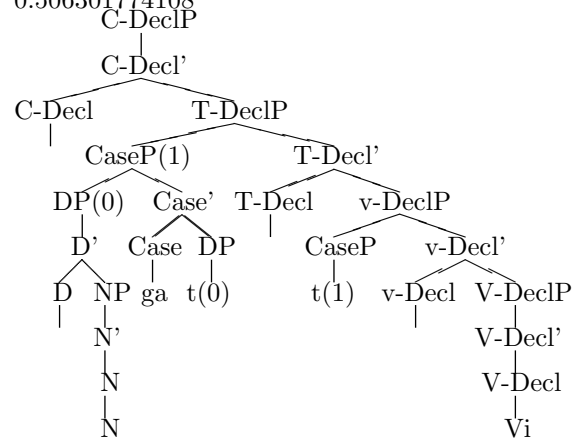 0.506301774108
C-DeclP
C-Decl’
C-Decl T-DeclP
CaseP(1) T-Decl’
DP(0) Case’ T-Decl v-DeclP
D’ Case DP CaseP v-Decl’
D NP ga t(0) t(1) v-Decl V-DeclP
N’ V-Decl’
N V-Decl
N Vi